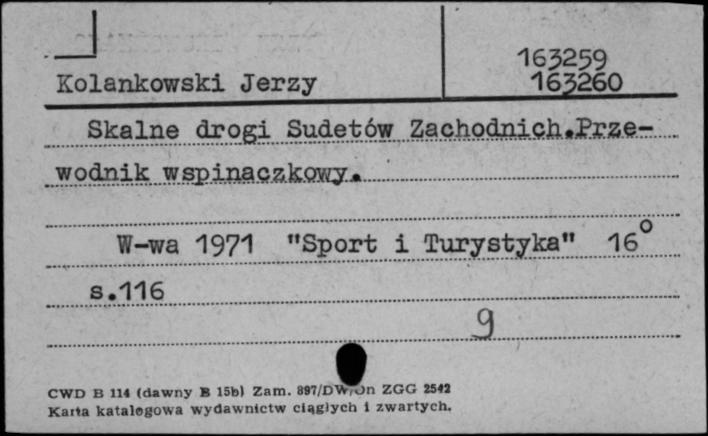 163259
Kolankowski Jerzy 163260
Skalne drogi Sudetów Zachodnich.Prze-
wodnik wspinaczkowy.
W-wa 1971 "Sport i Turystyka" 16°
s.116
9
CWD B 114 (dawny B 15b) Zam. 897/DW/On ZGG 2542
Karta katalogowa wydawnictw ciągłych i zwartych.